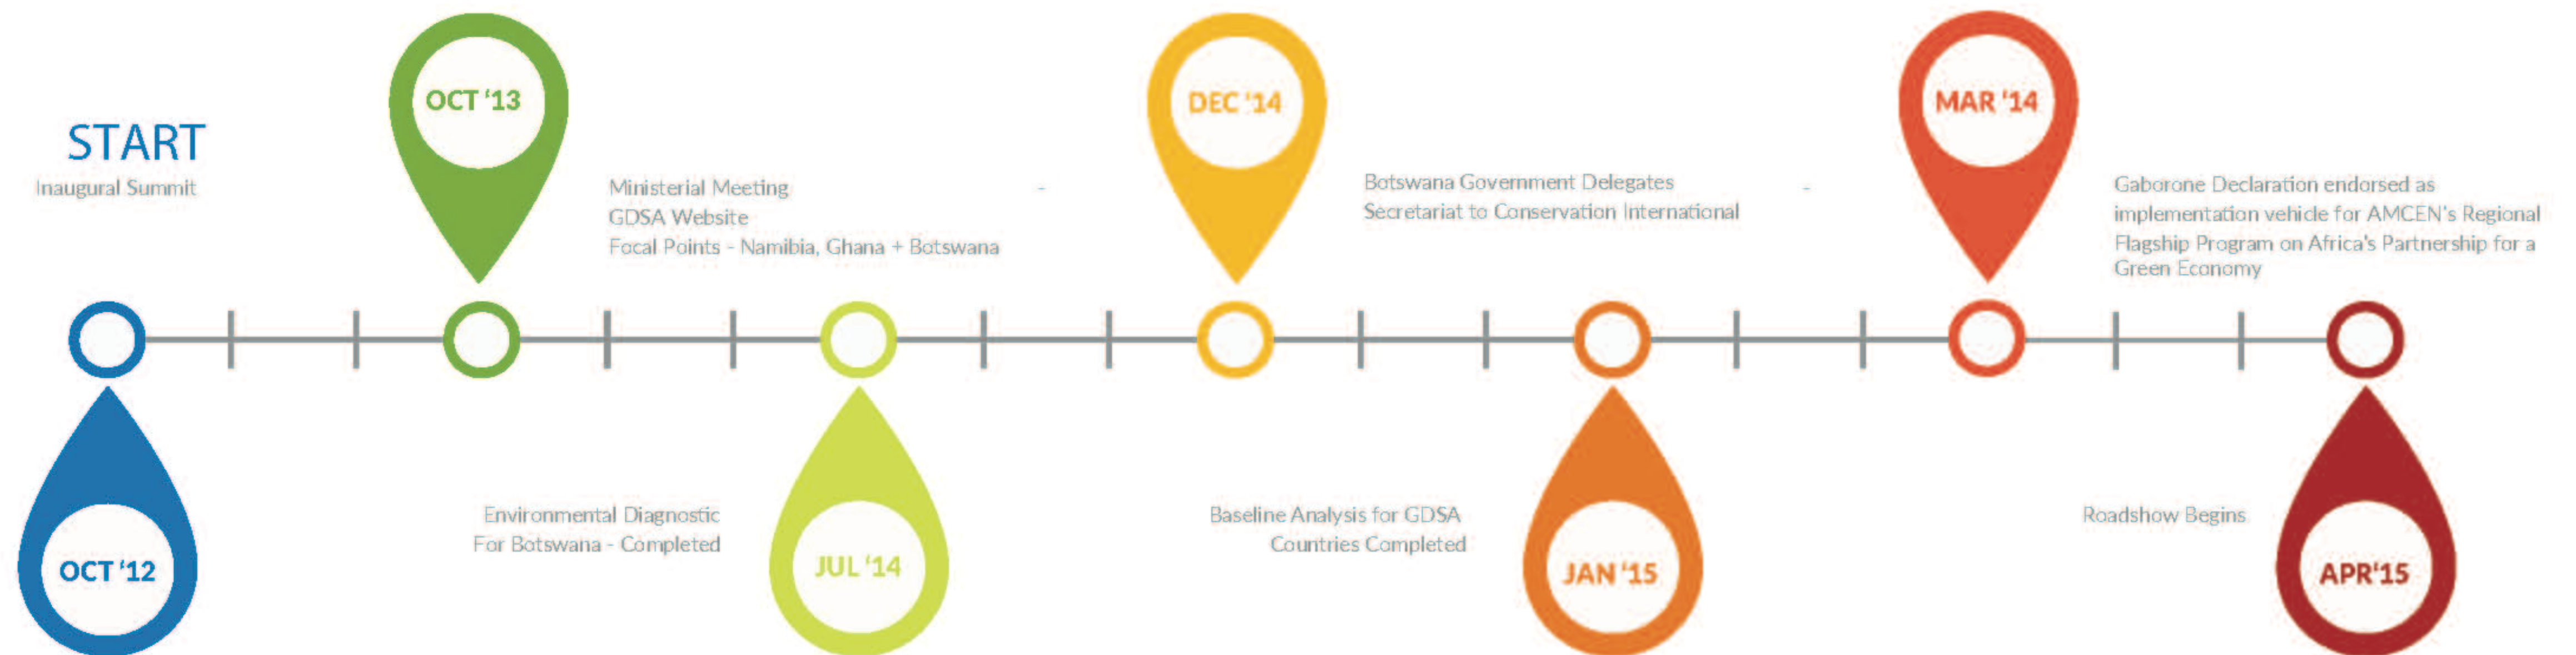 START
Inaugural Summit
OCT '12
OCT '13
Ministerial Meeting
GDSA Website
Focal Points - Namibia, Ghana + Botswana
Environmental Diagnostic
For Botswana - Completed
JUL '14
-
DEC '14
Botswana Government Delegates
Secretariat to Conservation International
Baseline Analysis for GDSA
Countries Completed
JAN '15
-
MAR '14
Gaborone Declaration endorsed as
implementation vehicle for AMCEN's Regional
Flagship Program on Africa's Partnership for a
Green Economy
Roadshow Begins
APR'15